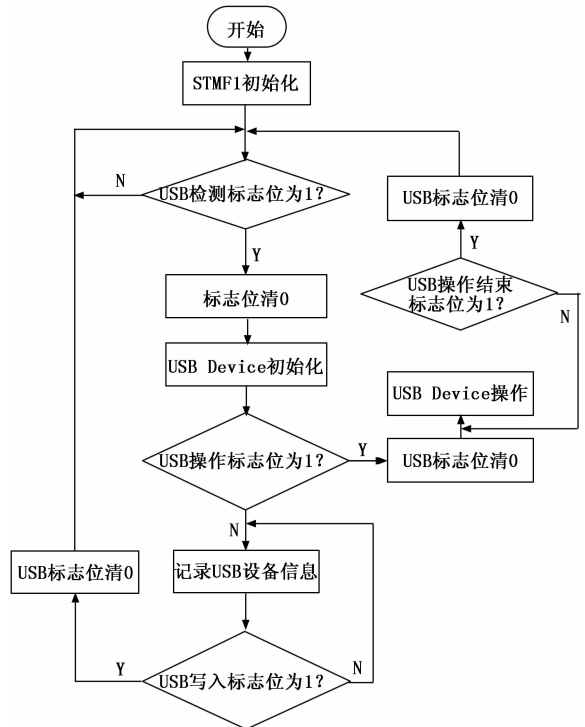 开始
STMF1初始化
N
USB检测标志位为1?
USB标志位清0
Y
Y
标志位清0
USB操作结束
标志位为1?
N
USB Device初始化
USB Device操作
USB操作标志位为1?
Y
USB标志位清0
N
USB标志位清0
记录USB设备信息
Y
USB写入标志位为1?
N